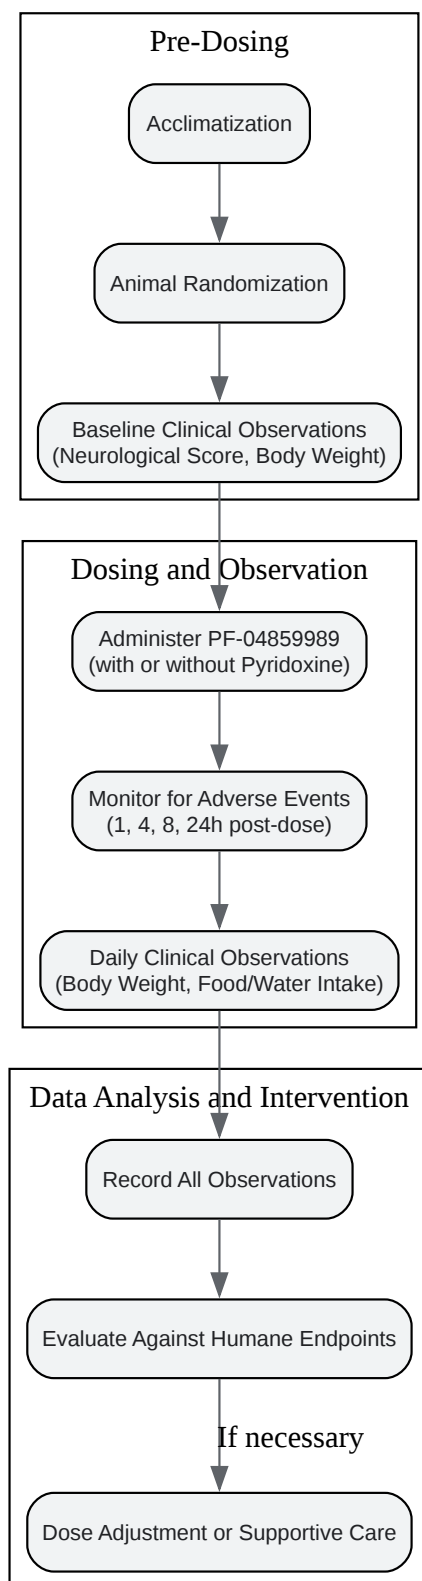 Pre-Dosing
Acclimatization
Animal Randomization
Baseline Clinical Observations
(Neurological Score, Body Weight)
Dosing and Observation
Administer PF-04859989
(with or without Pyridoxine)
Monitor for Adverse Events
(1, 4, 8, 24h post-dose)
Daily Clinical Observations
(Body Weight, Food/Water Intake)
Data Analysis and Intervention
Record All Observations
Evaluate Against Humane Endpoints
If necessary
Dose Adjustment or Supportive Care